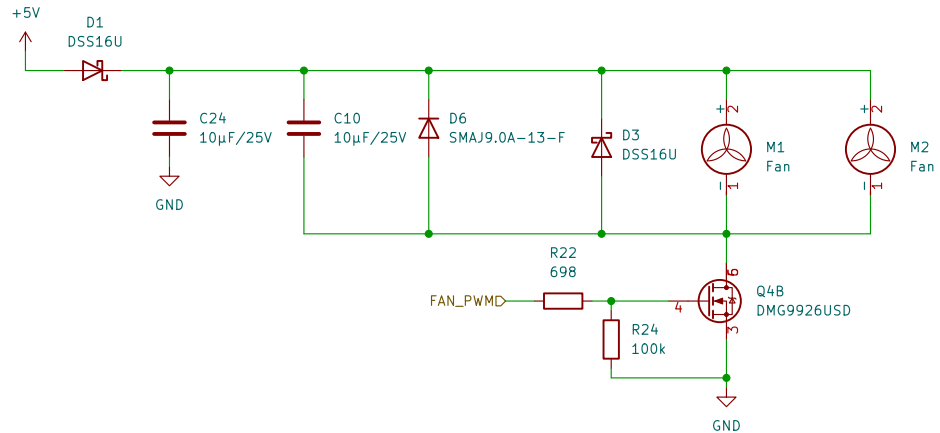 +5V
D1
DSS16U
C24
10µF/25V
GND
C10
10µF/25V
D6
SMAJ9.0A-13-F
D3
DSS16U
+
2
M1
Fan
-
1
+
2
M2
Fan
-
1
R22
698
FAN_PWM
R24
100k
4
6
Q4B
DMG9926USD
3
GND